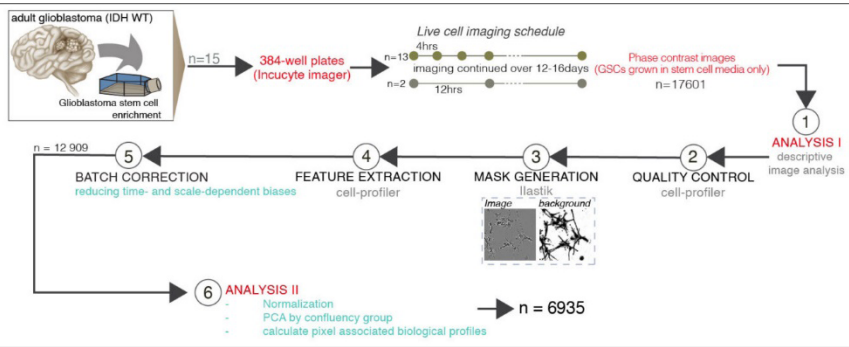 adult glioblastoma (IDH WT)
Glioblastoma stem cell
enrichment
n=15
384-well plates
(Incucyte imager)
Live cell imaging schedule
4hrs
n=13
imaging continued over 12-16days
n=2
12hrs
Phase contrast images
(GSCs grown in stem cell media only)
n=17601
1
ANALYSIS I
descriptive
image analysis
2
QUALITY CONTROL
cell-profiler
3
MASK GENERATION
Ilastik
Image
background
4
FEATURE EXTRACTION
cell-profiler
5
BATCH CORRECTION
reducing time- and scale-dependent biases
n = 12 909
6
ANALYSIS II
- Normalization
- PCA by confluency group
- calculate pixel associated biological profiles
n = 6935